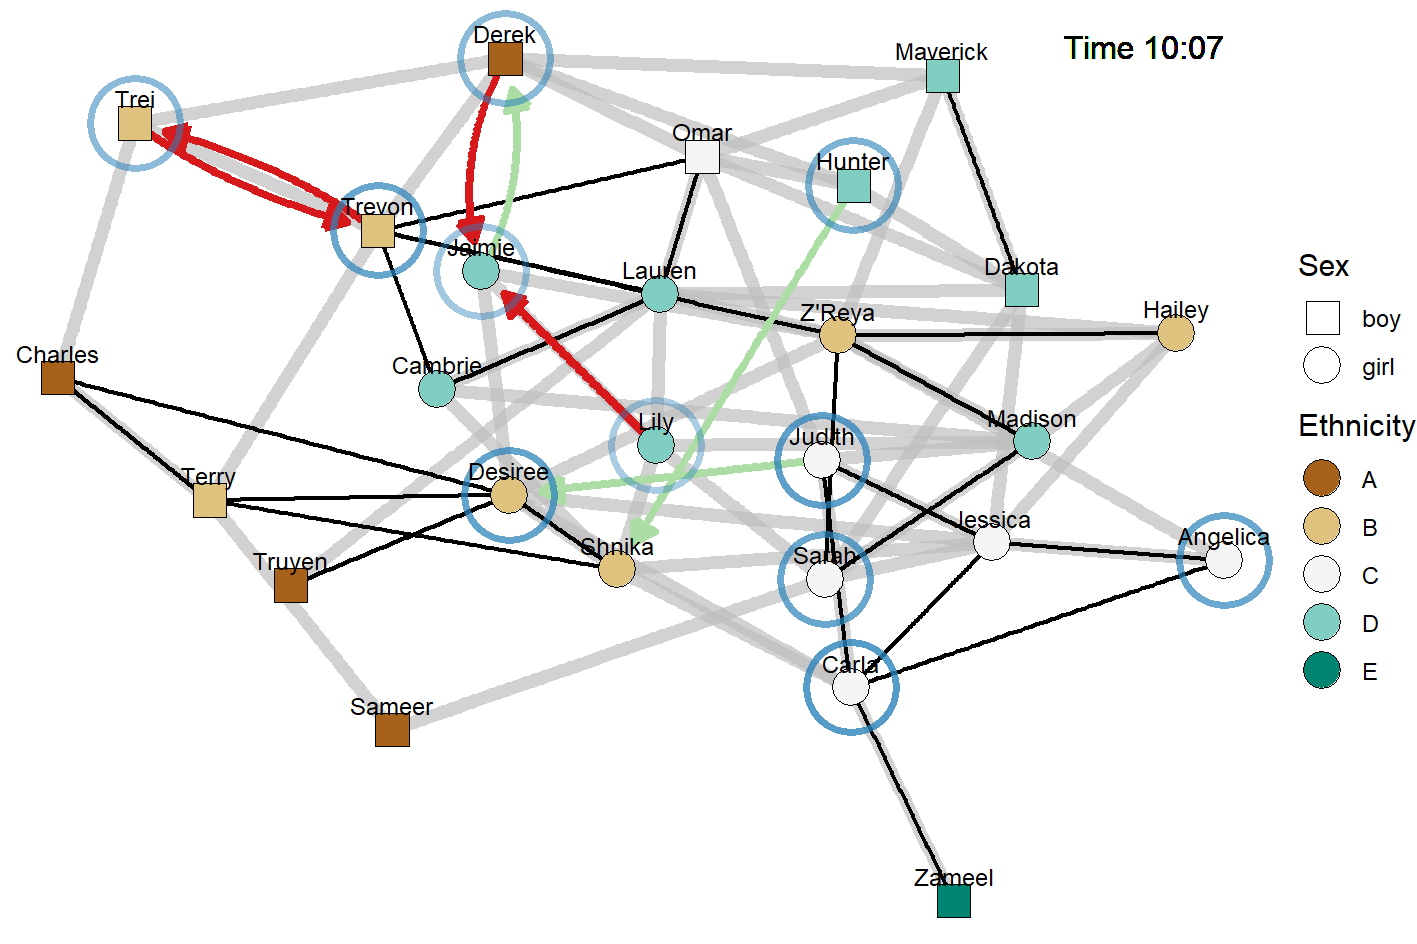 Derek
Maverick
Time 10:07
Trei
Omar
Hunter
Trevon
Jaimie
Lauren
Dakota
Z'Reya
Hailey
Charles
Cambrie
Lily
Judith
Madison
Terry
Desiree
Iessica
Truyen
Shnika
Sarah
Angelica
Carla
Sameer
Zameel
Sex
boy
girl
Ethnicity
A
B
C
D
E